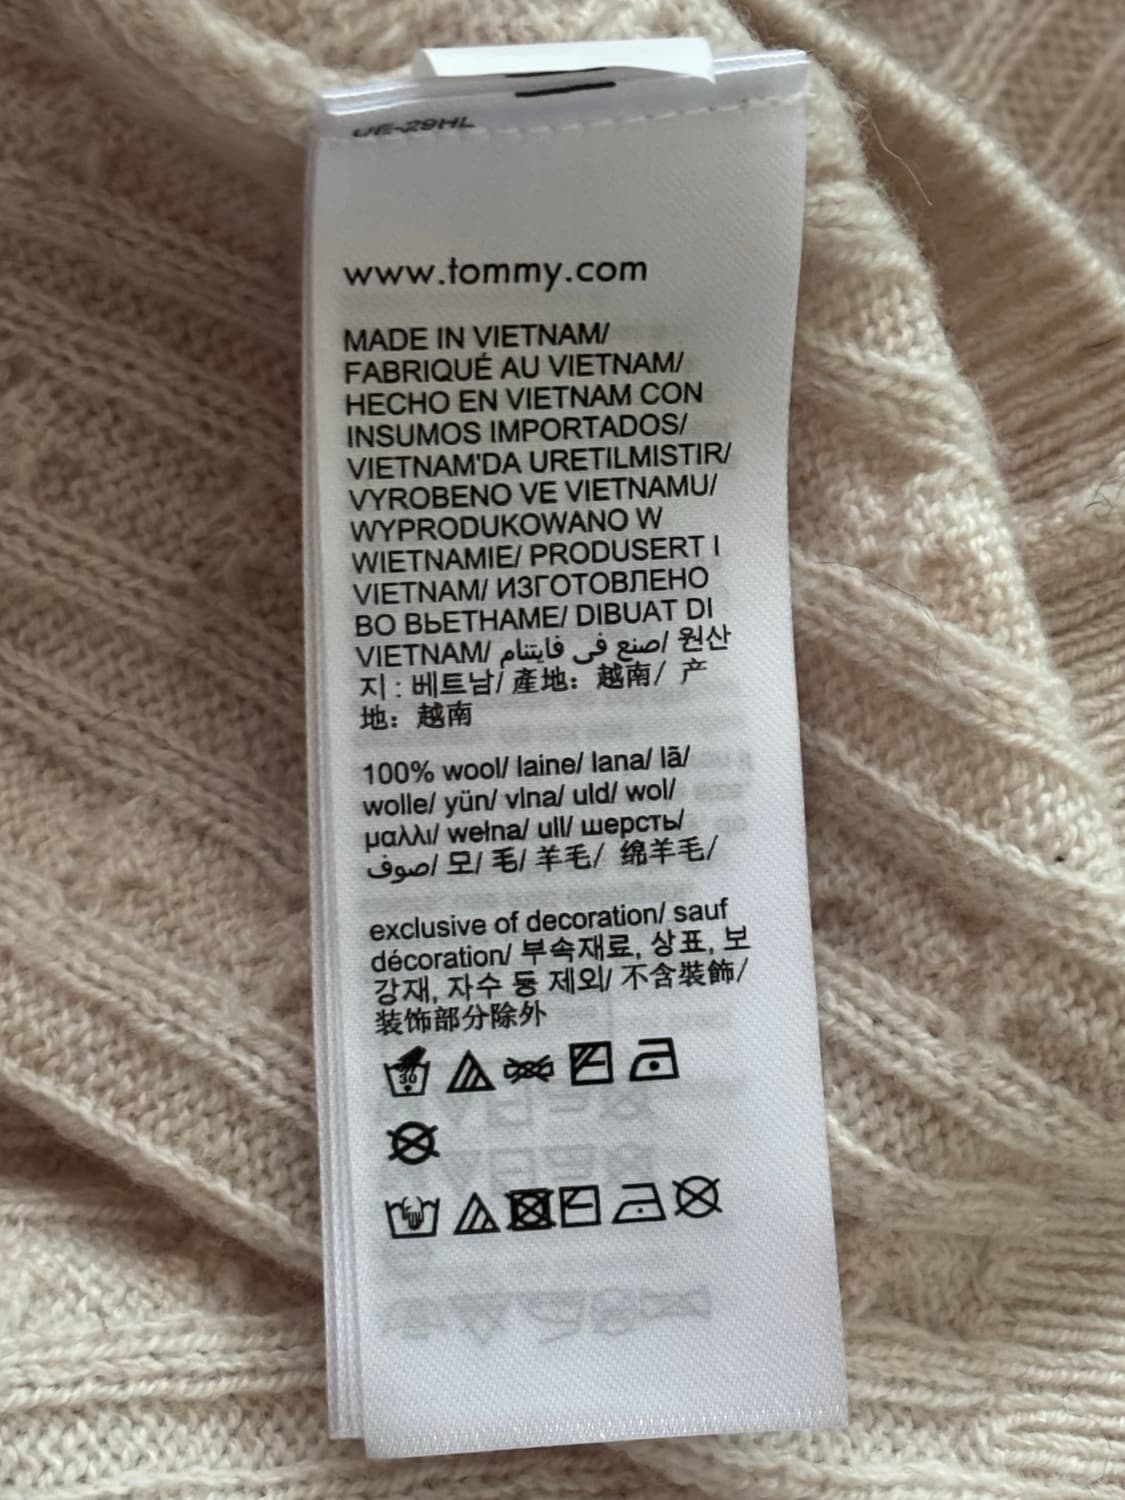 UE-29HL
www.tommy.com
MADE IN VIETNAM/
FABRIQUÉ AU VIETNAM/
HECHO EN VIETNAM CON
INSUMOS IMPORTADOS/
VIETNAM'DA URETILMISTIR/
VYROBENO VE VIETNAMU/
WYPRODUKOWANO W
WIETNAMIE/ PRODUSERT I
VIETNAM/ ИЗГОТОВЛЕНО
ВО ВЬЕТНАМЕ/ DIBUAT DI
VIETNAM/ صنع في فايتنام/ 원산
지 : 베트남/ 產地：越南/ 产
地：越南
100% wool/ laine/ lana/ lã/
wolle/ yün/ vlna/ uld/ wol/
μαλλι/ wełna/ ull/ шерсть/
صوف/ 모/ 毛/ 羊毛/ 绵羊毛/
exclusive of decoration/ sauf
décoration/ 부속재료, 상표, 보
강재, 자수 등 제외/ 不含裝飾/
装饰部分除外
30